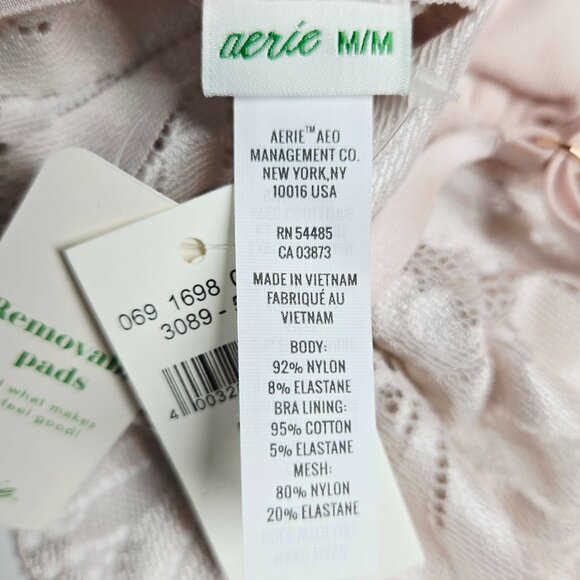 aerie M/M
AERIE™ AEO
MANAGEMENT CO.
NEW YORK,NY
10016 USA
RN 54485
CA 03873
MADE IN VIETNAM
FABRIQUÉ AU
VIETNAM
BODY:
92% NYLON
8% ELASTANE
BRA LINING:
95% COTTON
5% ELASTANE
MESH:
80% NYLON
20% ELASTANE
069 1698
3089 -
4 0032
pads
what makes
feel good!